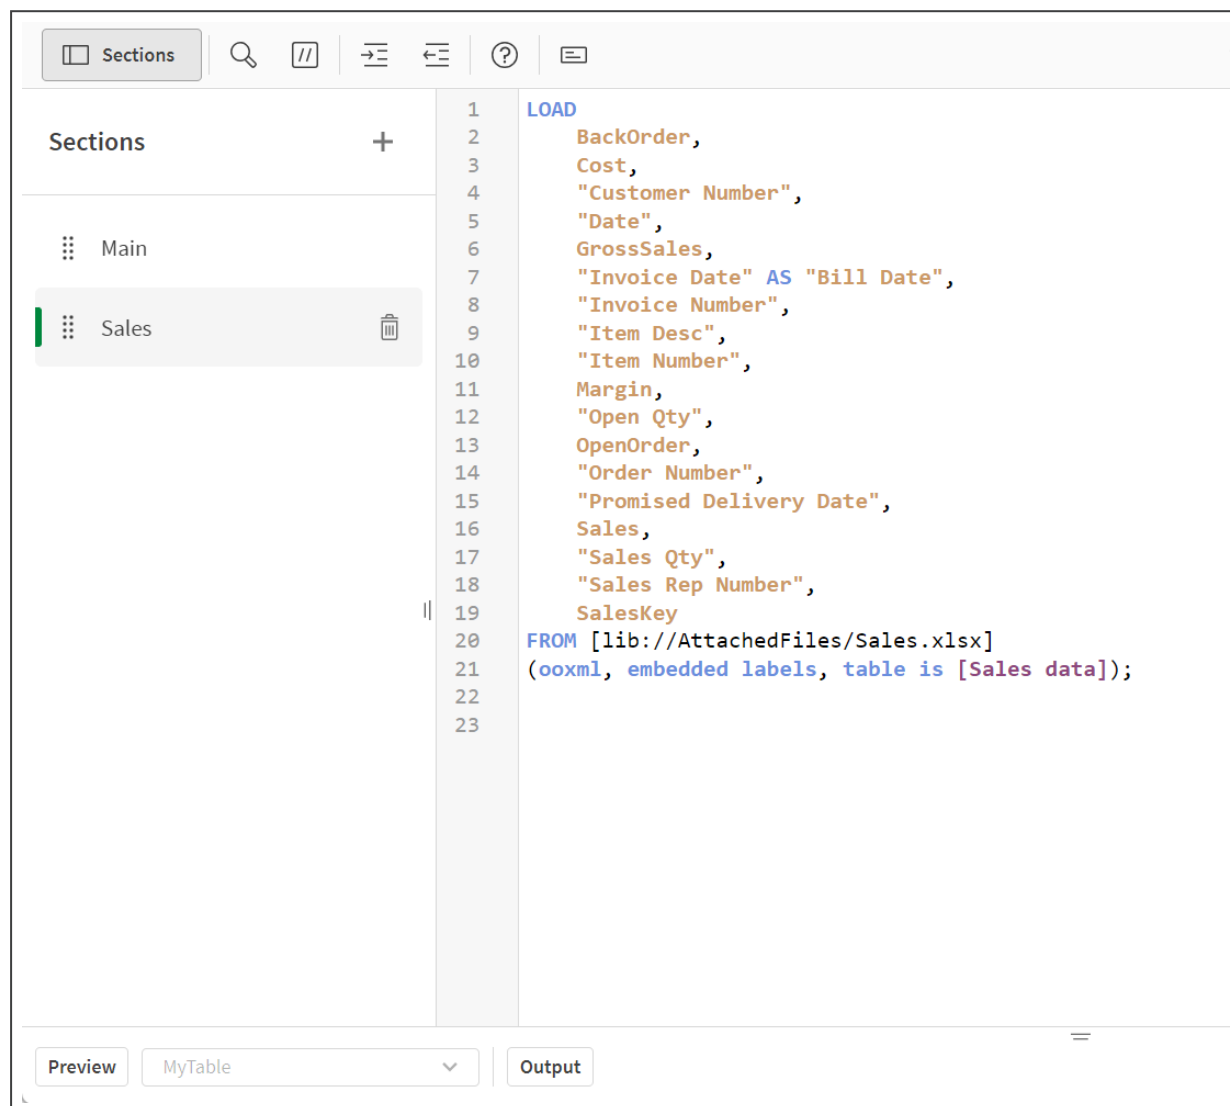 Sections
//
?
Sections
+
Main
Sales
1 LOAD
2 BackOrder,
3 Cost,
4 "Customer Number",
5 "Date",
6 GrossSales,
7 "Invoice Date" AS "Bill Date",
8 "Invoice Number",
9 "Item Desc",
10 "Item Number",
11 Margin,
12 "Open Qty",
13 OpenOrder,
14 "Order Number",
15 "Promised Delivery Date",
16 Sales,
17 "Sales Qty",
18 "Sales Rep Number",
19 SalesKey
20 FROM [lib://AttachedFiles/Sales.xlsx]
21 (ooxml, embedded labels, table is [Sales data]);
22
23
Preview
MyTable
Output